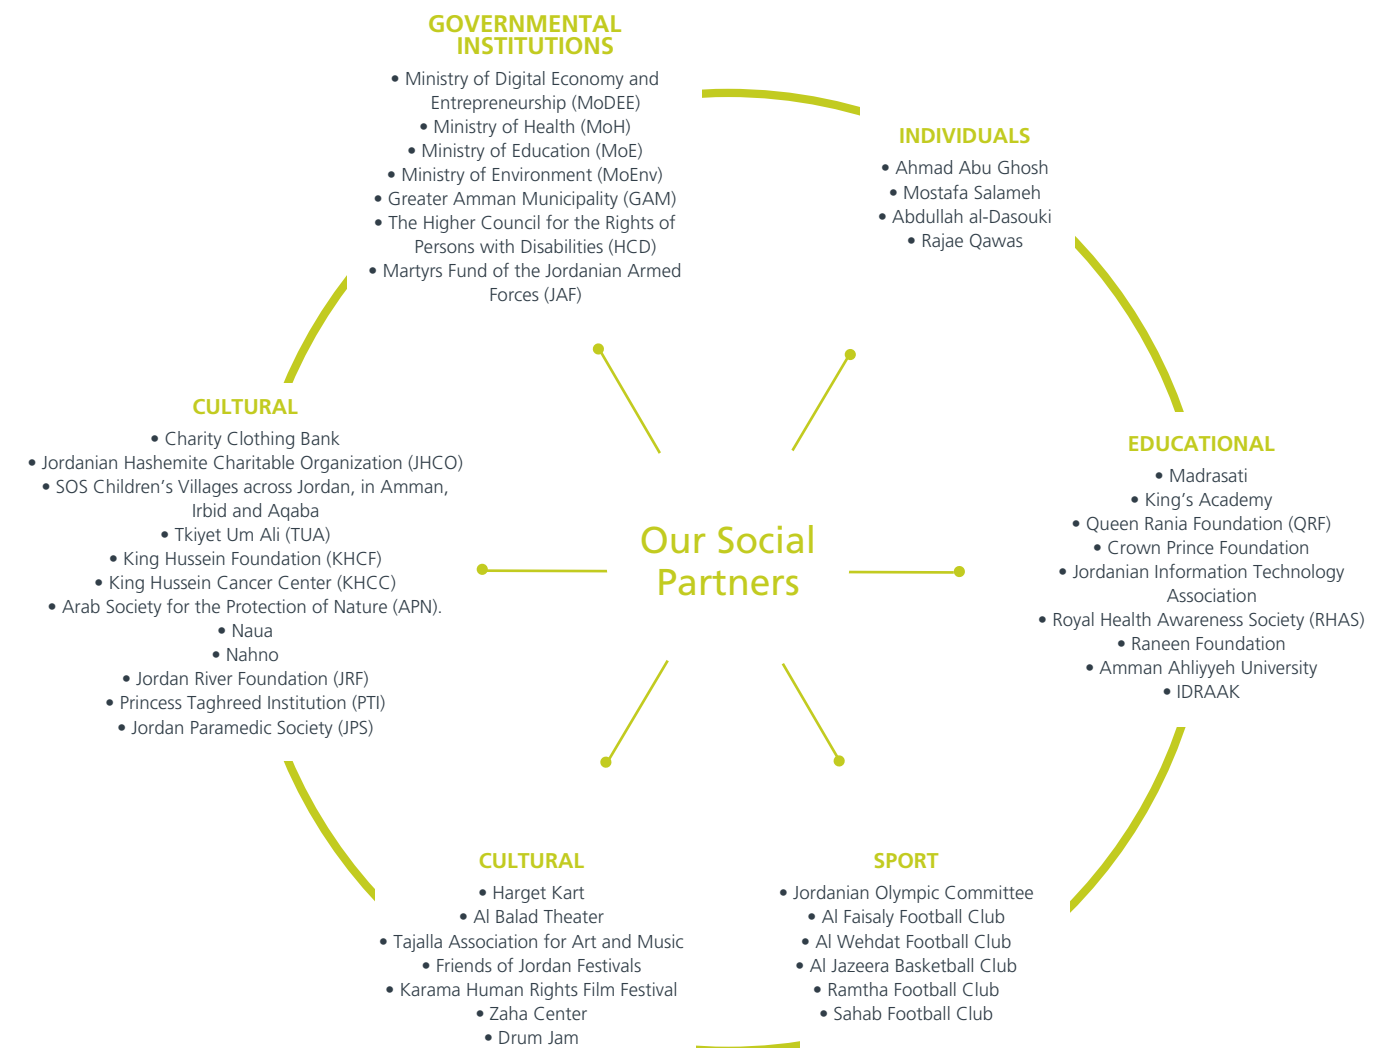 GOVERNMENTAL
INSTITUTIONS
• Ministry of Digital Economy and
Entrepreneurship (MoDEE)
• Ministry of Health (MoH)
• Ministry of Education (MoE)
• Ministry of Environment (MoEnv)
• Greater Amman Municipality (GAM)
• The Higher Council for the Rights of
Persons with Disabilities (HCD)
• Martyrs Fund of the Jordanian Armed
Forces (JAF)
INDIVIDUALS
• Ahmad Abu Ghosh
• Mostafa Salameh
• Abdullah al-Dasouki
• Rajae Qawas
CULTURAL
• Charity Clothing Bank
• Jordanian Hashemite Charitable Organization (JHCO)
• SOS Children’s Villages across Jordan, in Amman,
Irbid and Aqaba
• Tkiyet Um Ali (TUA)
• King Hussein Foundation (KHCF)
• King Hussein Cancer Center (KHCC)
• Arab Society for the Protection of Nature (APN).
• Naua
• Nahno
• Jordan River Foundation (JRF)
• Princess Taghreed Institution (PTI)
• Jordan Paramedic Society (JPS)
Our Social
Partners
EDUCATIONAL
• Madrasati
• King’s Academy
• Queen Rania Foundation (QRF)
• Crown Prince Foundation
• Jordanian Information Technology
Association
• Royal Health Awareness Society (RHAS)
• Raneen Foundation
• Amman Ahliyyeh University
• IDRAAK
CULTURAL
• Harget Kart
• Al Balad Theater
• Tajalla Association for Art and Music
• Friends of Jordan Festivals
• Karama Human Rights Film Festival
• Zaha Center
• Drum Jam
SPORT
• Jordanian Olympic Committee
• Al Faisaly Football Club
• Al Wehdat Football Club
• Al Jazeera Basketball Club
• Ramtha Football Club
• Sahab Football Club